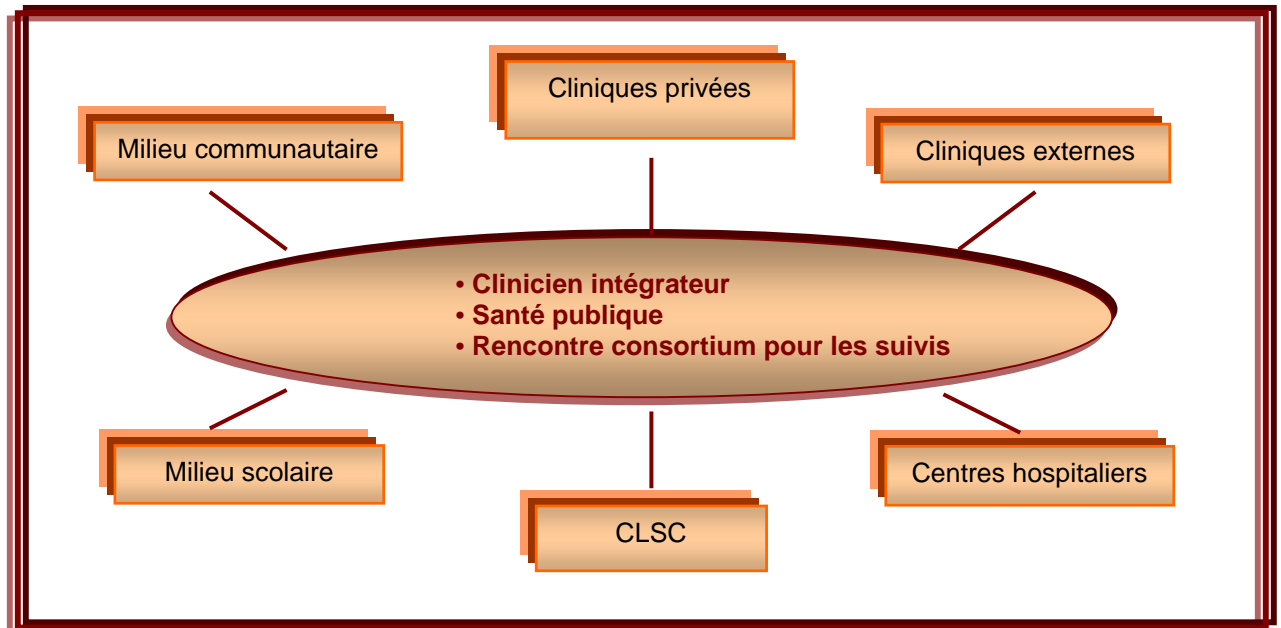 Cliniques privées
Milieu communautaire
Cliniques externes
• Clinicien intégrateur
• Santé publique
• Rencontre consortium pour les suivis
Milieu scolaire
Centres hospitaliers
CLSC